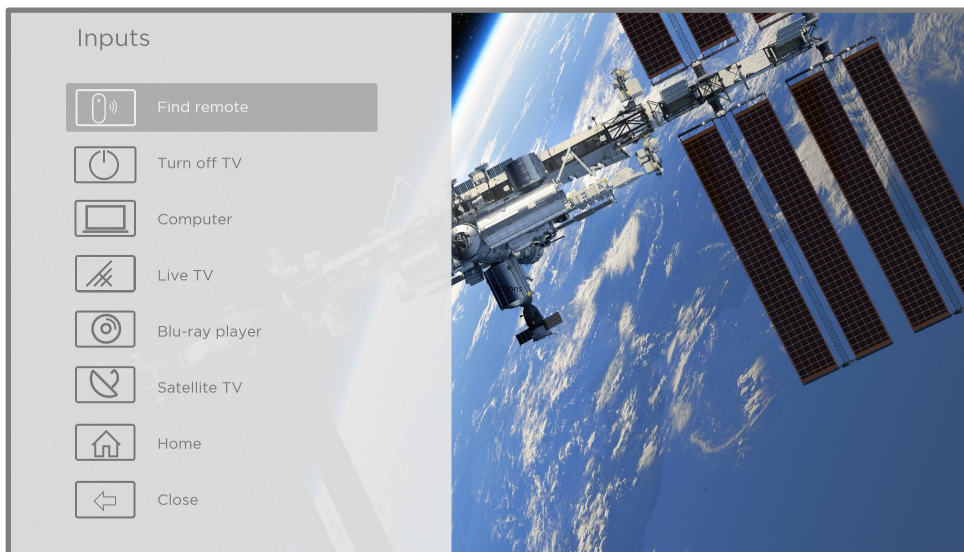 Inputs
Find remote
Turn off TV
Computer
Live TV
Blu-ray player
Satellite TV
Home
Close